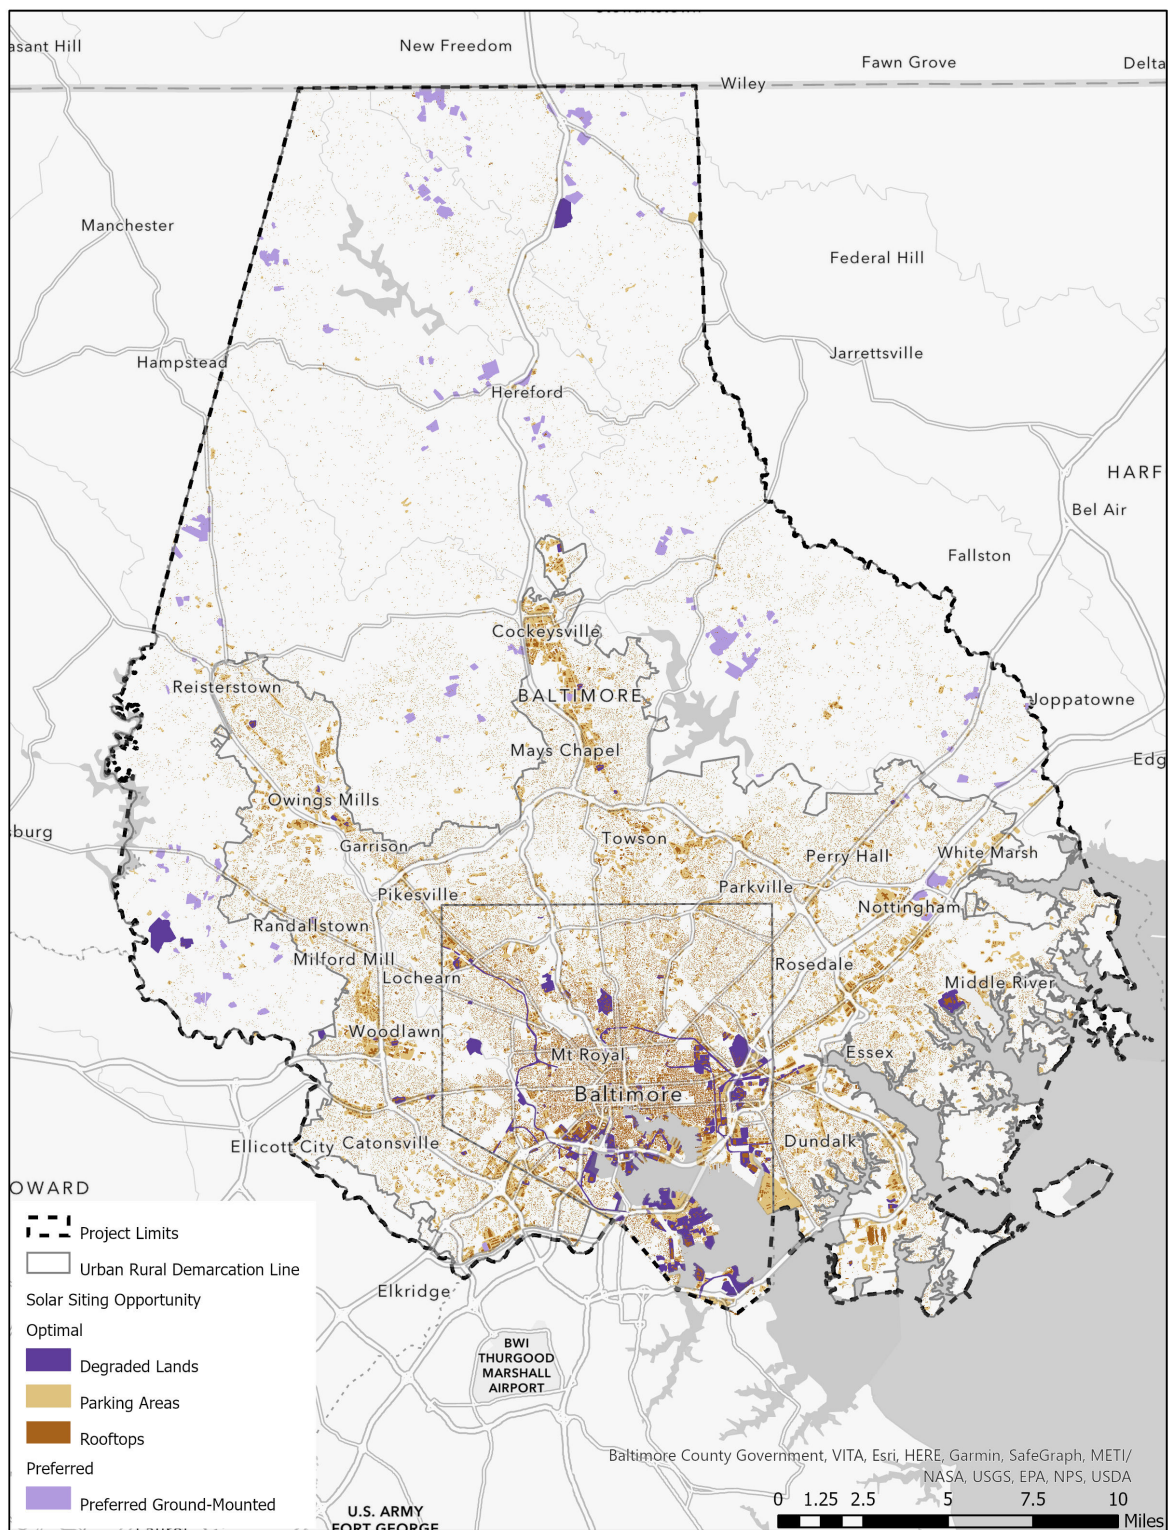 asant Hill
New Freedom
Fawn Grove
Delta
Wiley
Manchester
Federal Hill
Hampstead
Jarrettsville
Hereford
HARF
Bel Air
Fallston
Cockeysville
Reisterstown
BALTIMORE
Joppatowne
Mays Chapel
Edg
Owings Mills
sburg
Garrison
Towson
Perry Hall
White Marsh
Pikesville
Parkville
Nottingham
Randallstown
Milford Mill
Lochearn
Rosedale
Middle River
Woodlawn
Mt Royal
Essex
Baltimore
Ellicott City
Catonsville
Dundalk
OWARD
Elkridge
BWI
THURGOOD
MARSHALL
AIRPORT
U.S. ARMY
FORT GEORGE
Project Limits
Urban Rural Demarcation Line
Solar Siting Opportunity
Optimal
Degraded Lands
Parking Areas
Rooftops
Preferred
Preferred Ground-Mounted
Baltimore County Government, VITA, Esri, HERE, Garmin, SafeGraph, METI/
NASA, USGS, EPA, NPS, USDA
0 1.25 2.5 5 7.5 10
Miles